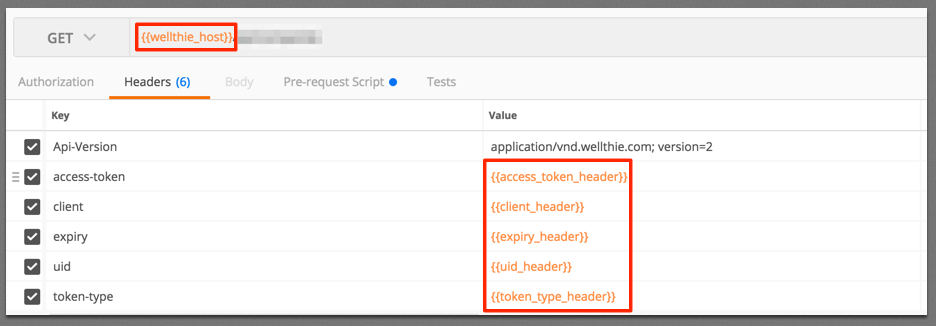 GET {{wellthie_host}}/
Authorization Headers (6) Body Pre-request Script Tests
Key Value
Api-Version application/vnd.wellthie.com; version=2
access-token {{access_token_header}}
client {{client_header}}
expiry {{expiry_header}}
uid {{uid_header}}
token-type {{token_type_header}}